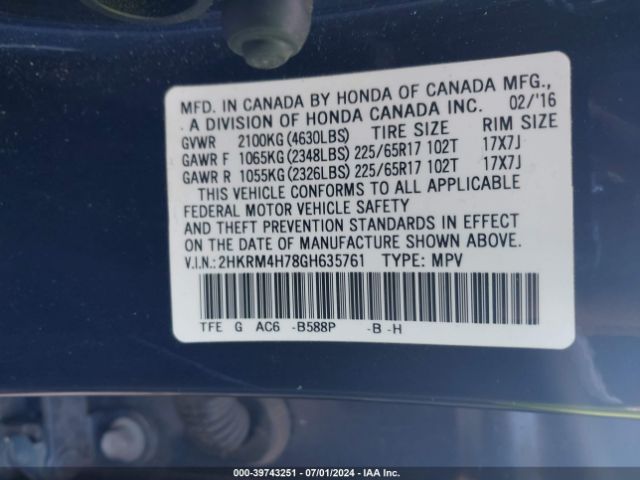 MFD. IN CANADA BY HONDA OF CANADA MFG.,
. A DIVISION OF HONDA CANADA INC. 02/'16
GVWR 2100KG (4630LBS) TIRE SIZE RIM SIZE
GAWR F 1065KG (2348LBS) 225/65R17 102T 17X7J
GAWR R 1055KG (2326LBS) 225/65R17 102T 17X7J
THIS VEHICLE CONFORMS TO ALL APPLICABLE
FEDERAL MOTOR VEHICLE SAFETY
AND THEFT PREVENTION STANDARDS IN EFFECT
ON THE DATE OF MANUFACTURE SHOWN ABOVE.
V.I.N.: 2HKRM4H78GH635761 TYPE: MPV
TFE G AC6 -B588P -B -H
000-39743251 - 07/01/2024 - IAA Inc.